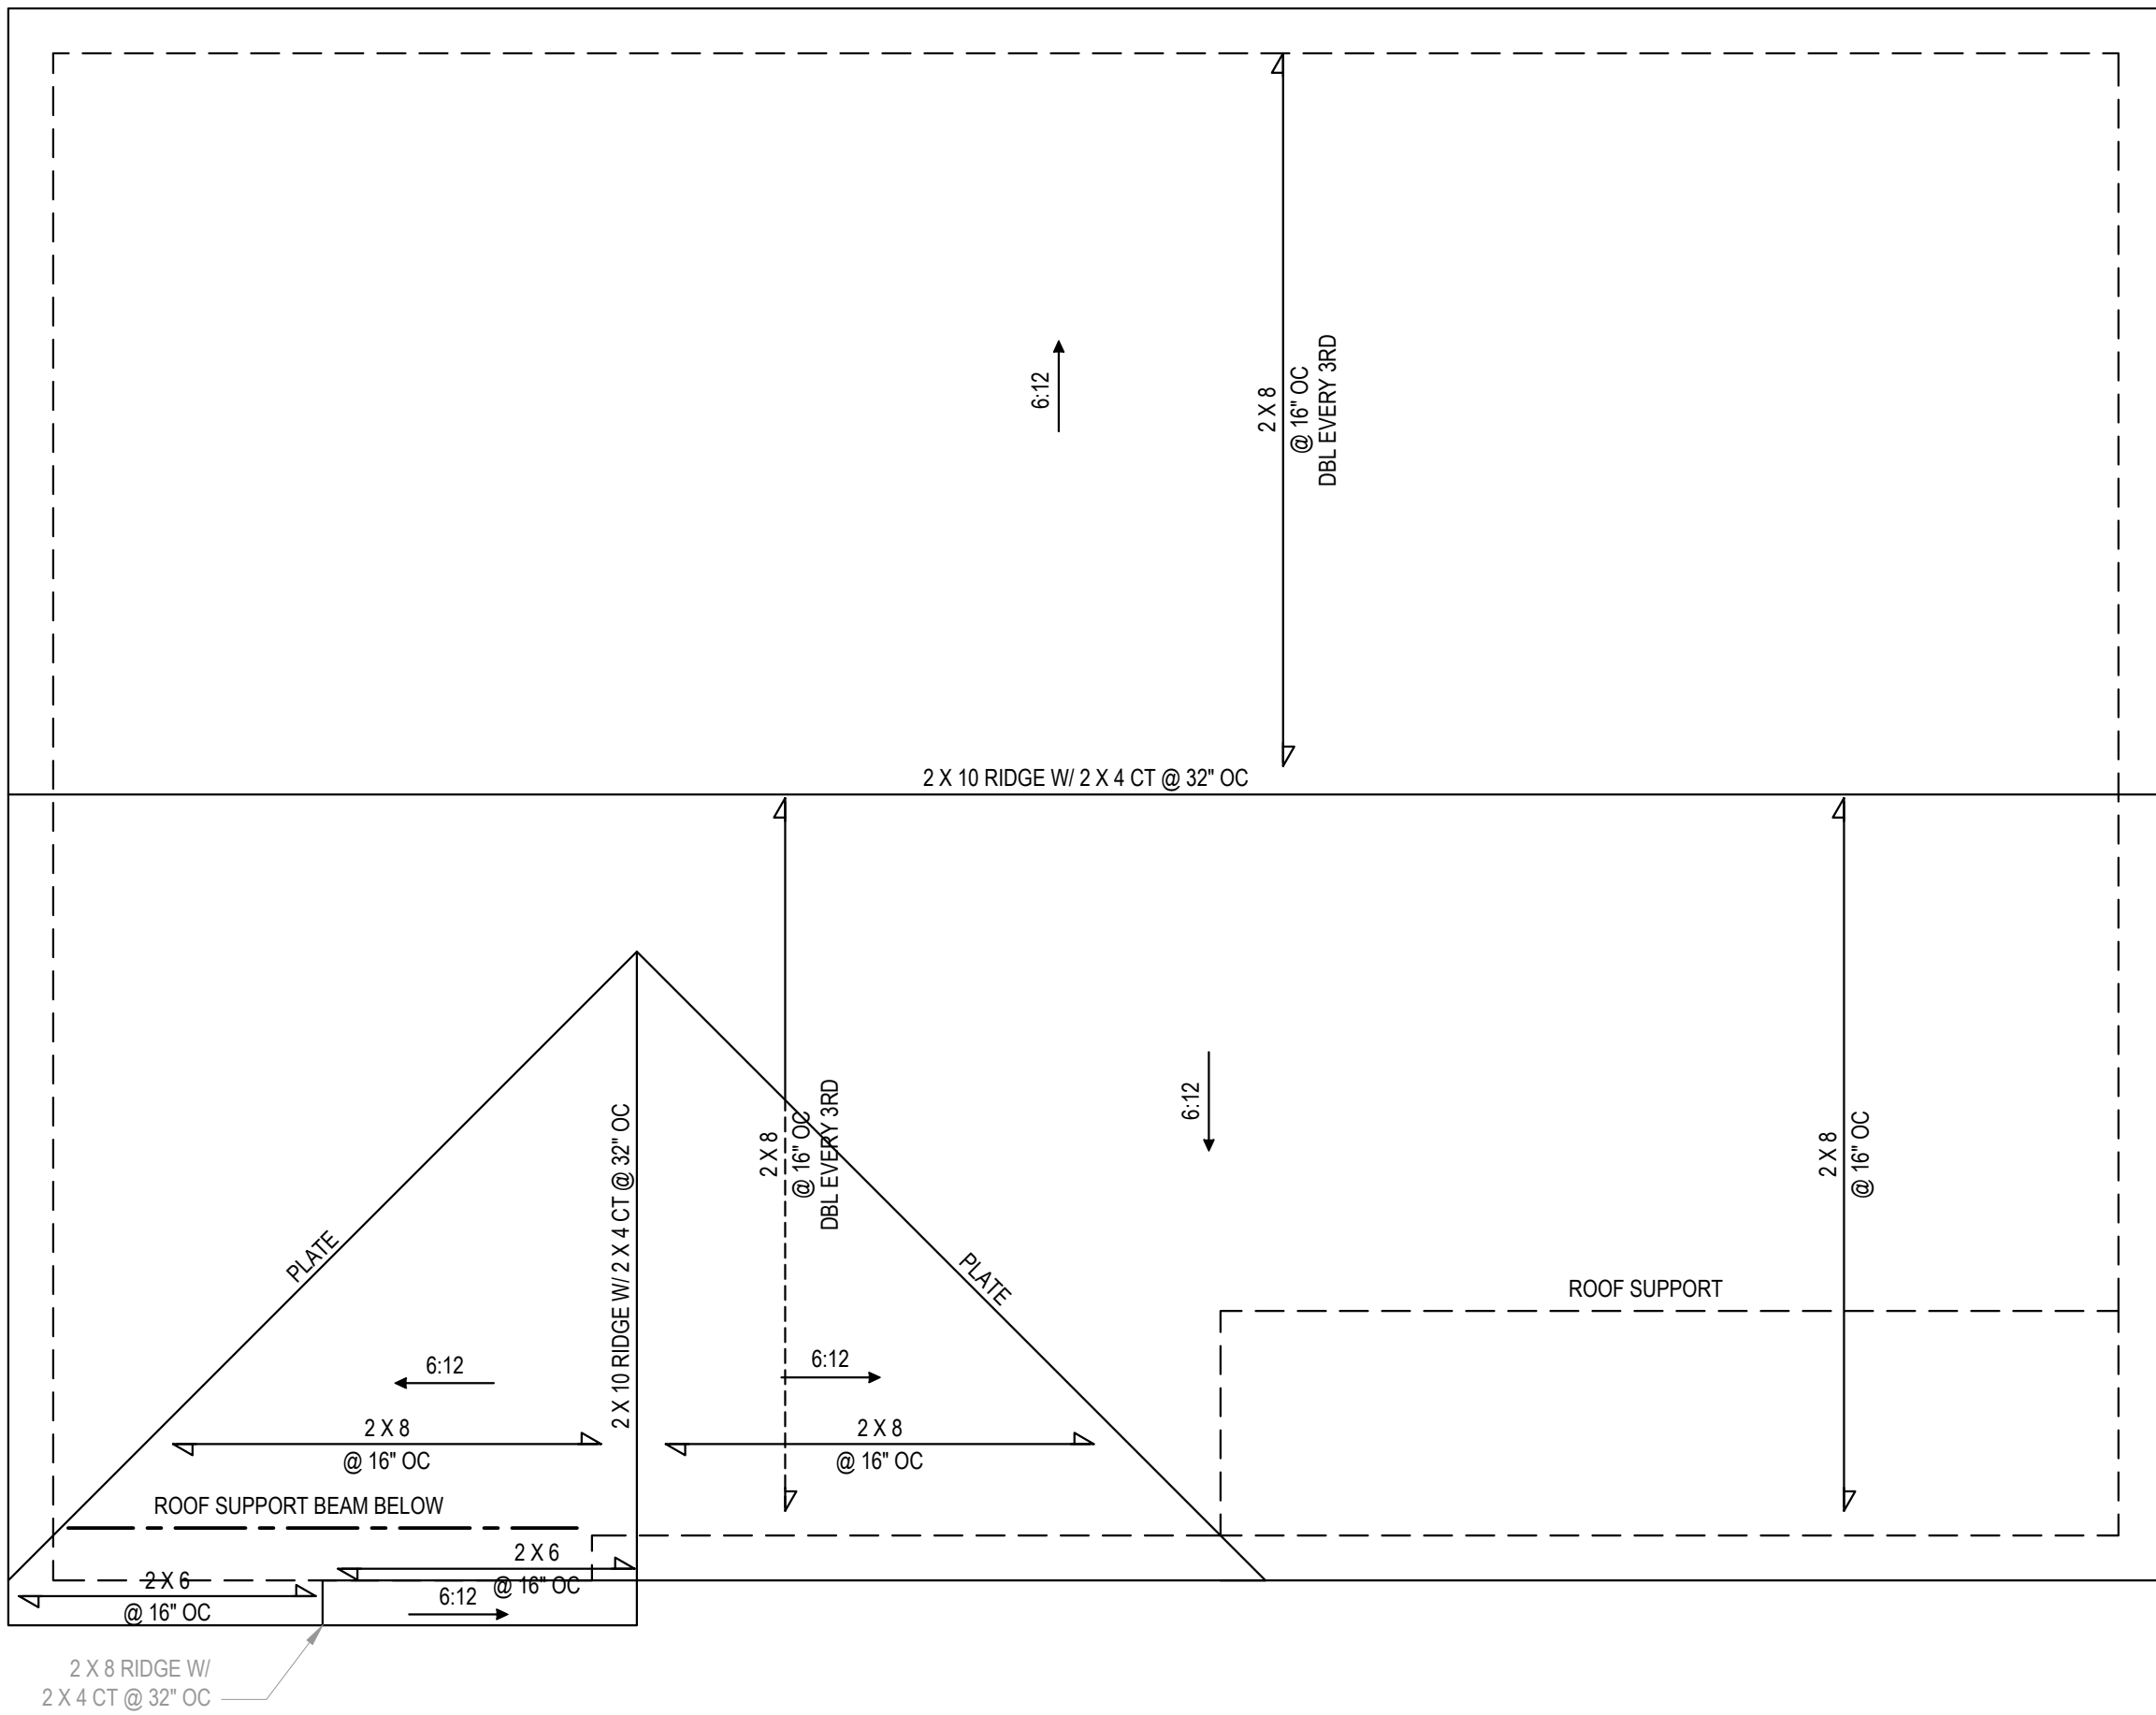 6:12
2 X 8
@ 16" OC
DBL EVERY 3RD
2 X 10 RIDGE W/ 2 X 4 CT @ 32" OC
2 X 10 RIDGE W/ 2 X 4 CT @ 32" OC
2 X 8
@ 16" OC
DBL EVERY 3RD
6:12
2 X 8
@ 16" OC
PLATE
PLATE
ROOF SUPPORT
6:12
6:12
2 X 8
@ 16" OC
2 X 8
@ 16" OC
ROOF SUPPORT BEAM BELOW
2 X 6
@ 16" OC
2 X 6
@ 16" OC
6:12
2 X 8 RIDGE W/
2 X 4 CT @ 32" OC